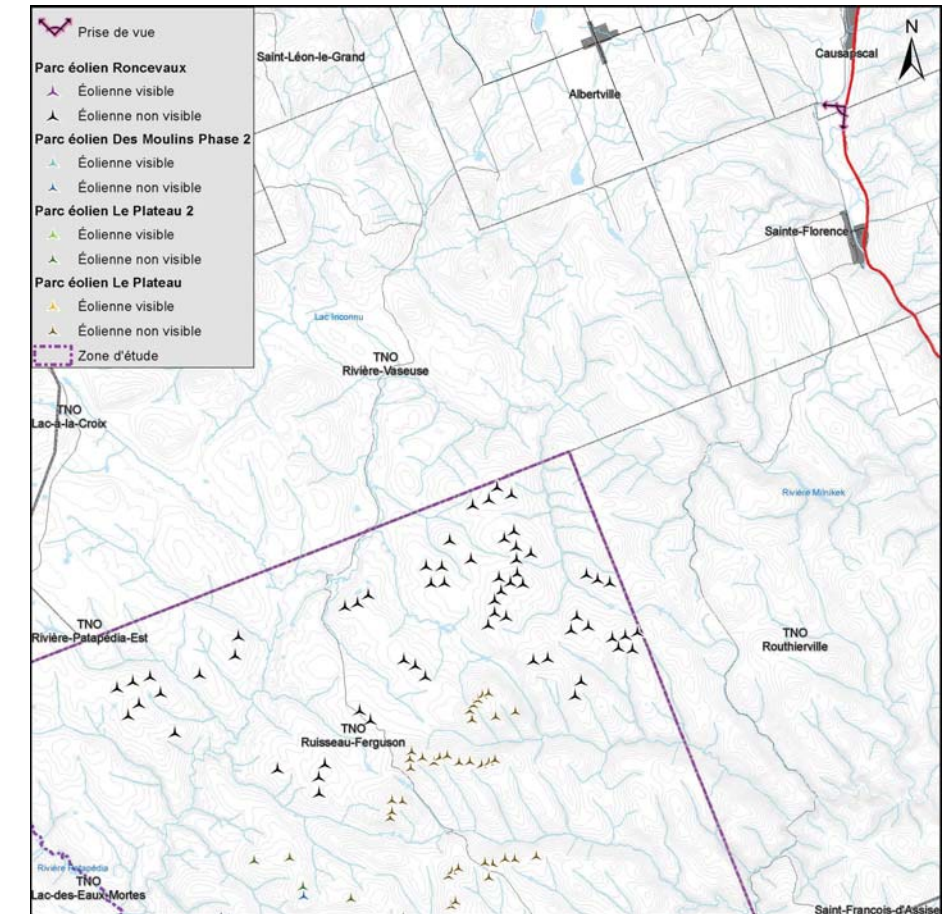 Prise de vue
Parc éolien Roncevaux
Éolienne visible
Éolienne non visible
Parc éolien Des Moulins Phase 2
Éolienne visible
Éolienne non visible
Parc éolien Le Plateau 2
Éolienne visible
Éolienne non visible
Parc éolien Le Plateau
Éolienne visible
Éolienne non visible
Zone d'étude
N
Saint-Léon-le-Grand
Causapscal
Albertville
Sainte-Florence
Lac Inconnu
TNO
Rivière-Vaseuse
TNO
Lac-à-la-Croix
Rivière Milnikek
TNO
Rivière-Patapédia-Est
TNO
Routhierville
TNO
Ruisseau-Ferguson
Rivière Patapédia
TNO
Lac-des-Eaux-Mortes
Saint-François-d'Assise